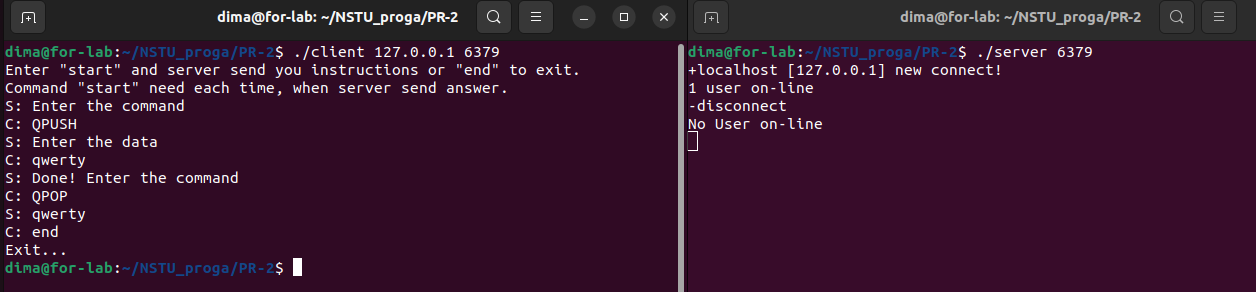 dima@for-lab: ~/NSTU_proga/PR-2
dima@for-lab:~/NSTU_proga/PR-2$ ./client 127.0.0.1 6379
Enter "start" and server send you instructions or "end" to exit.
Command "start" need each time, when server send answer.
S: Enter the command
C: QPUSH
S: Enter the data
C: qwerty
S: Done! Enter the command
C: QPOP
S: qwerty
C: end
Exit...
dima@for-lab:~/NSTU_proga/PR-2$
dima@for-lab: ~/NSTU_proga/PR-2
dima@for-lab:~/NSTU_proga/PR-2$ ./server 6379
+localhost [127.0.0.1] new connect!
1 user on-line
-disconnect
No User on-line